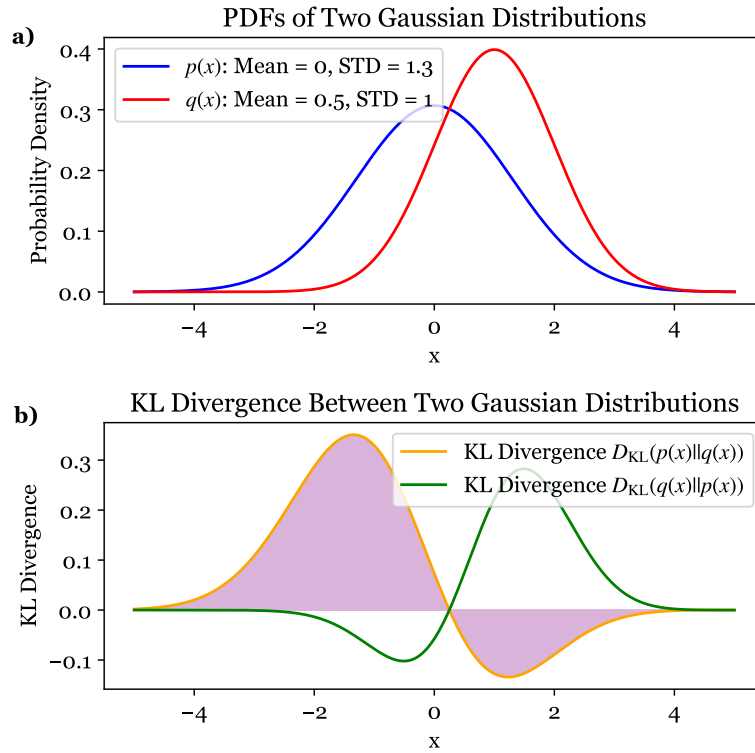 a)
PDFs of Two Gaussian Distributions
p(x): Mean = 0, STD = 1.3
q(x): Mean = 0.5, STD = 1
Probability Density
0.4
0.3
0.2
0.1
0.0
−4 −2 0 2 4
x
b)
KL Divergence Between Two Gaussian Distributions
KL Divergence D_KL(p(x)||q(x))
KL Divergence D_KL(q(x)||p(x))
KL Divergence
0.3
0.2
0.1
0.0
−0.1
−4 −2 0 2 4
x